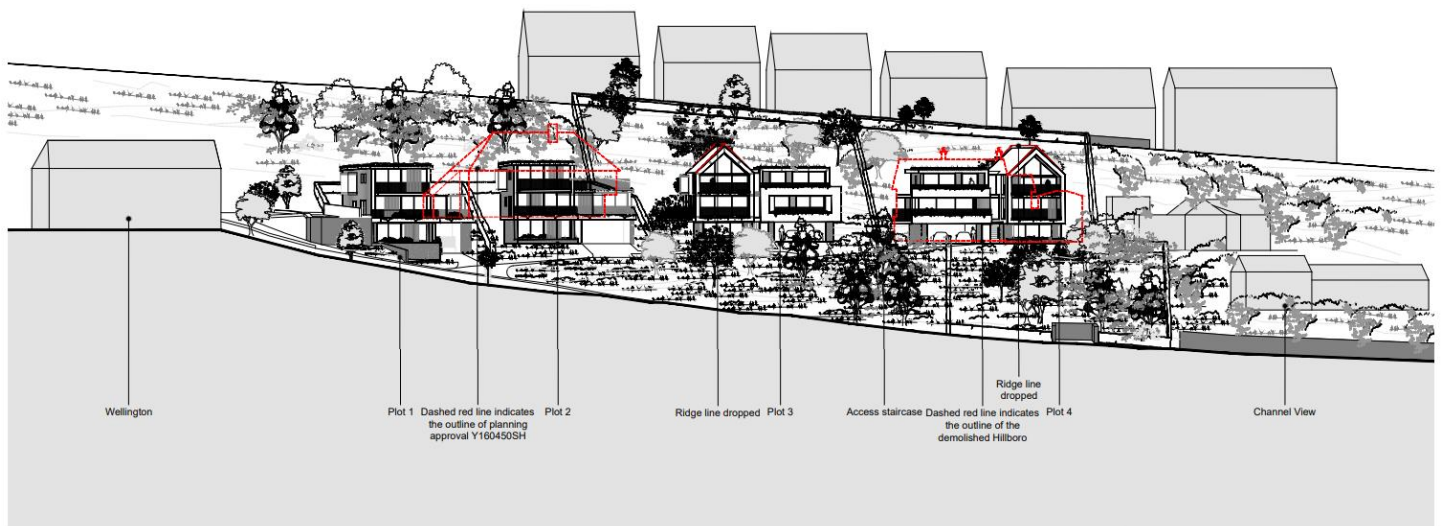 Wellington
Plot 1
Dashed red line indicates
the outline of planning
approval Y160450SH
Plot 2
Ridge line dropped
Plot 3
Access staircase
Dashed red line indicates
the outline of the
demolished Hillboro
Ridge line
dropped
Plot 4
Channel View